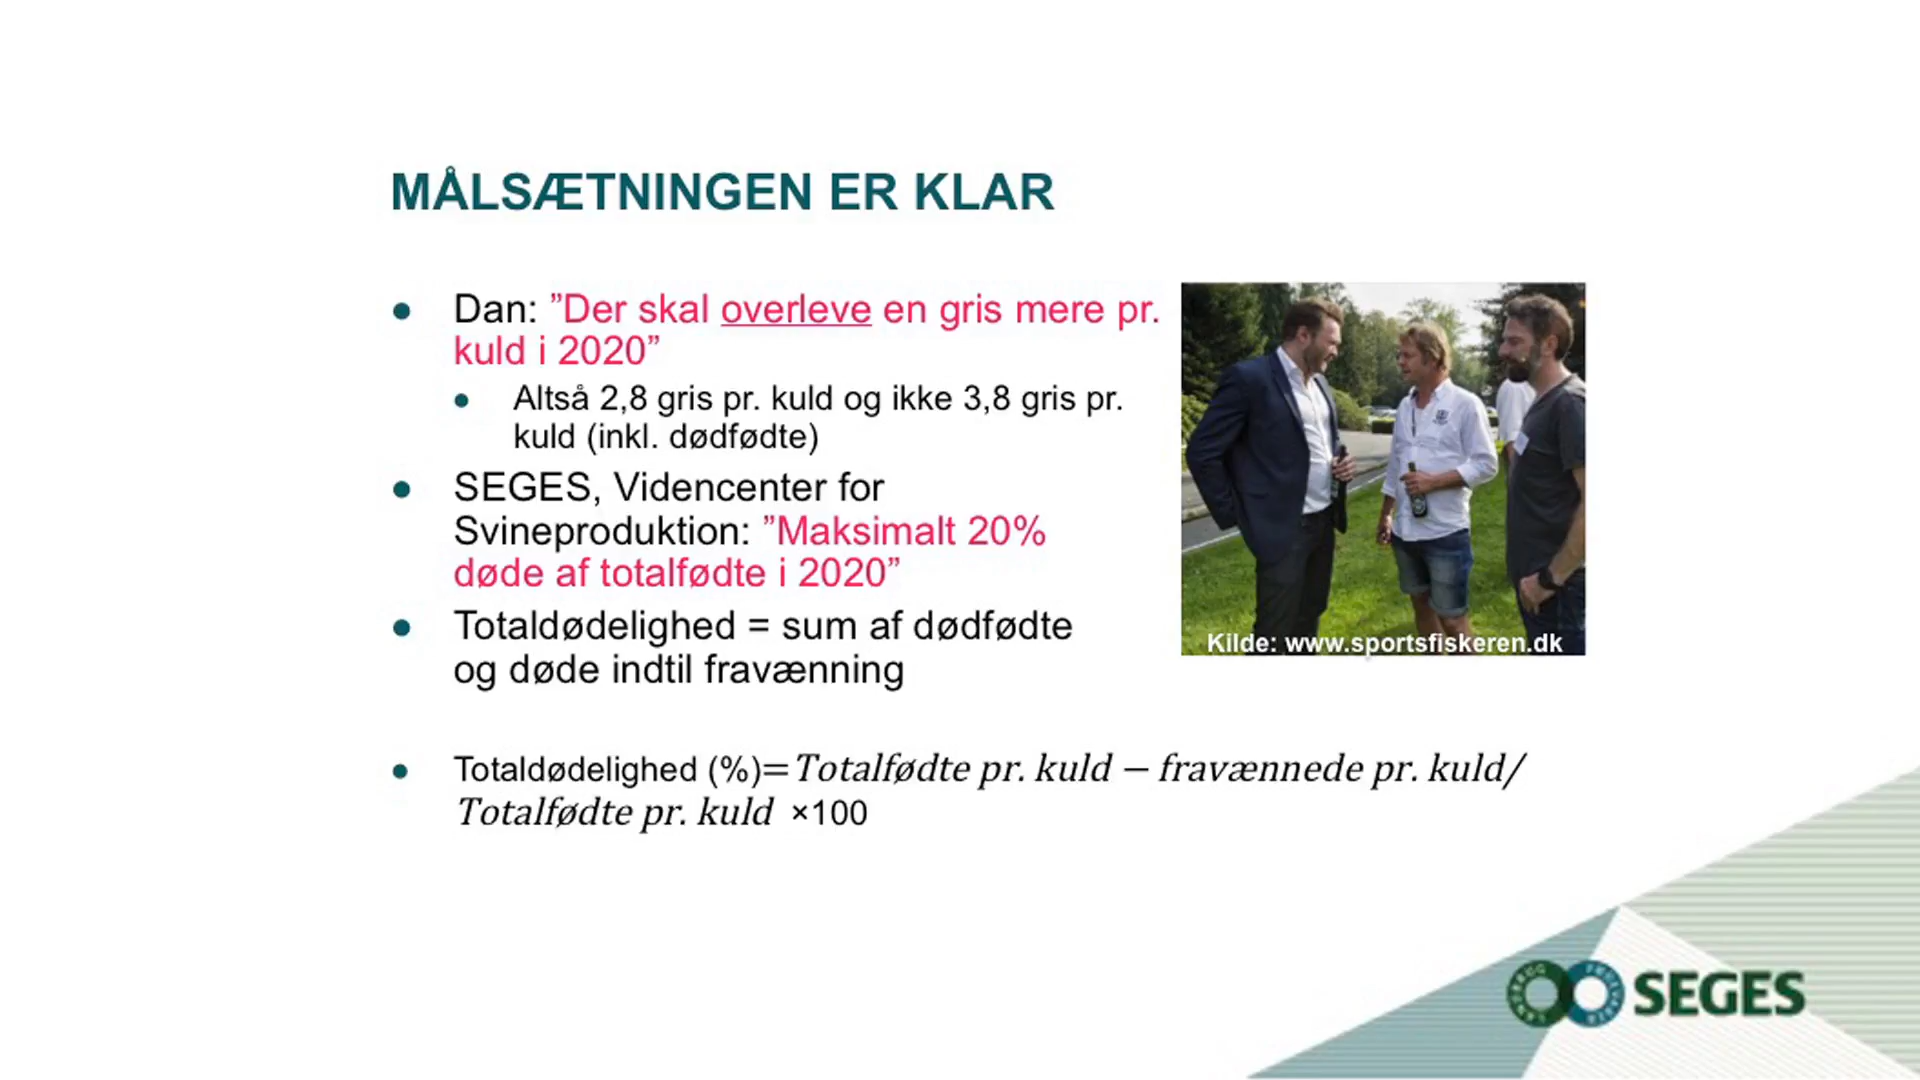 MÅLSÆTNINGEN ER KLAR
Dan: ”Der skal overleve en gris mere pr.
kuld i 2020”
Altså 2,8 gris pr. kuld og ikke 3,8 gris pr.
kuld (inkl. dødfødte)
SEGES, Videncenter for
Svineproduktion: ”Maksimalt 20%
døde af totalfødte i 2020”
Totaldødelighed = sum af dødfødte
og døde indtil fravænning
Kilde: www.sportsfiskeren.dk
Totaldødelighed (%)=Totalfødte pr. kuld − fravænnede pr. kuld/
Totalfødte pr. kuld ×100
SEGES